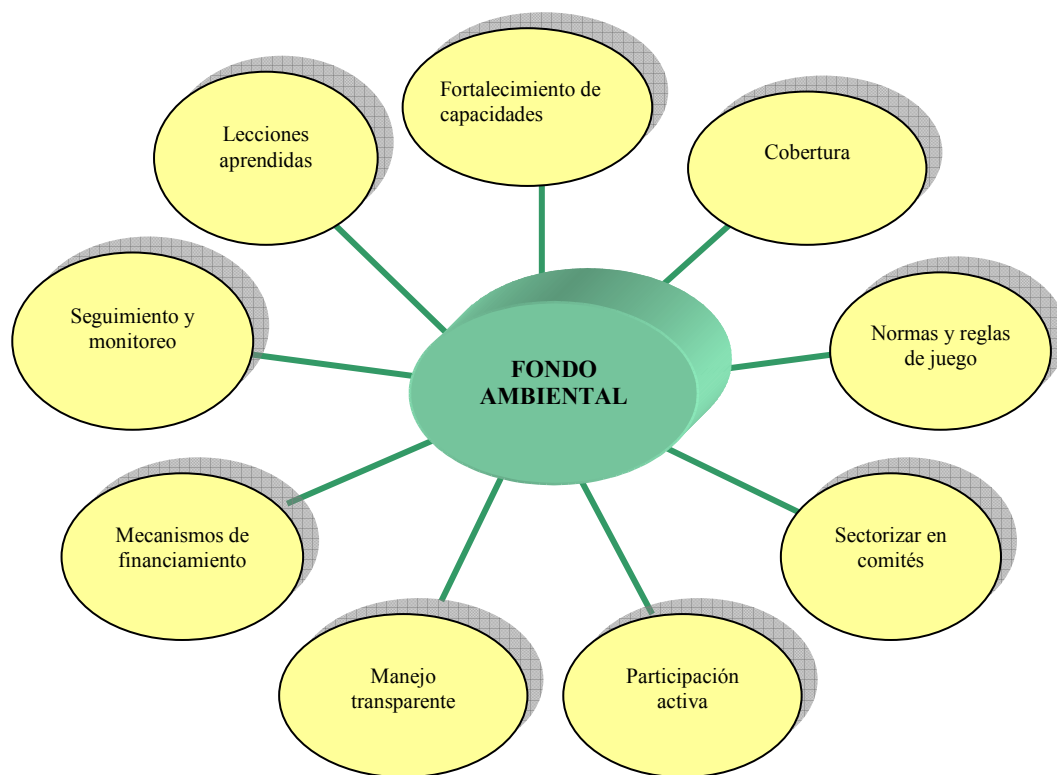 Fortalecimiento de
capacidades
Lecciones
aprendidas
Cobertura
Seguimiento y
monitoreo
Normas y reglas
de juego
FONDO
AMBIENTAL
Mecanismos de
financiamiento
Sectorizar en
comités
Manejo
transparente
Participación
activa